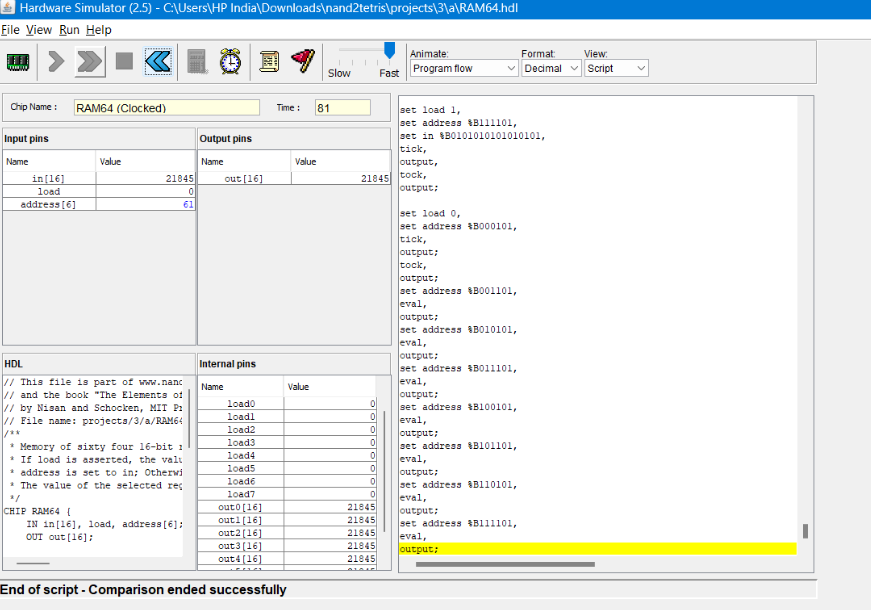 Hardware Simulator (2.5) - C:\Users\HP India\Downloads\nand2tetris\projects\3\a\RAM64.hdl
File View Run Help
Slow Fast
Animate: Format: View:
Program flow Decimal Script
Chip Name : RAM64 (Clocked) Time : 81
Input pins
Name Value
in[16] 21845
load 0
address[6] 61
Output pins
Name Value
out[16] 21845
HDL
// This file is part of www.nand
// and the book "The Elements of
// by Nisan and Schocken, MIT Pr
// File name: projects/3/a/RAM64
/**
* Memory of sixty four 16-bit r
* If load is asserted, the valu
* address is set to in; Otherwi
* The value of the selected reg
*/
CHIP RAM64 {
IN in[16], load, address[6];
OUT out[16];
Internal pins
Name Value
load0 0
load1 0
load2 0
load3 0
load4 0
load5 0
load6 0
load7 0
out0[16] 21845
out1[16] 21845
out2[16] 21845
out3[16] 21845
out4[16] 21845
set load 1,
set address %B111101,
set in %B0101010101010101,
tick,
output,
tock,
output;
set load 0,
set address %B000101,
tick,
output;
tock,
output;
set address %B001101,
eval,
output;
set address %B010101,
eval,
output;
set address %B011101,
eval,
output;
set address %B100101,
eval,
output;
set address %B101101,
eval,
output;
set address %B110101,
eval,
output;
set address %B111101,
eval,
output;
End of script - Comparison ended successfully